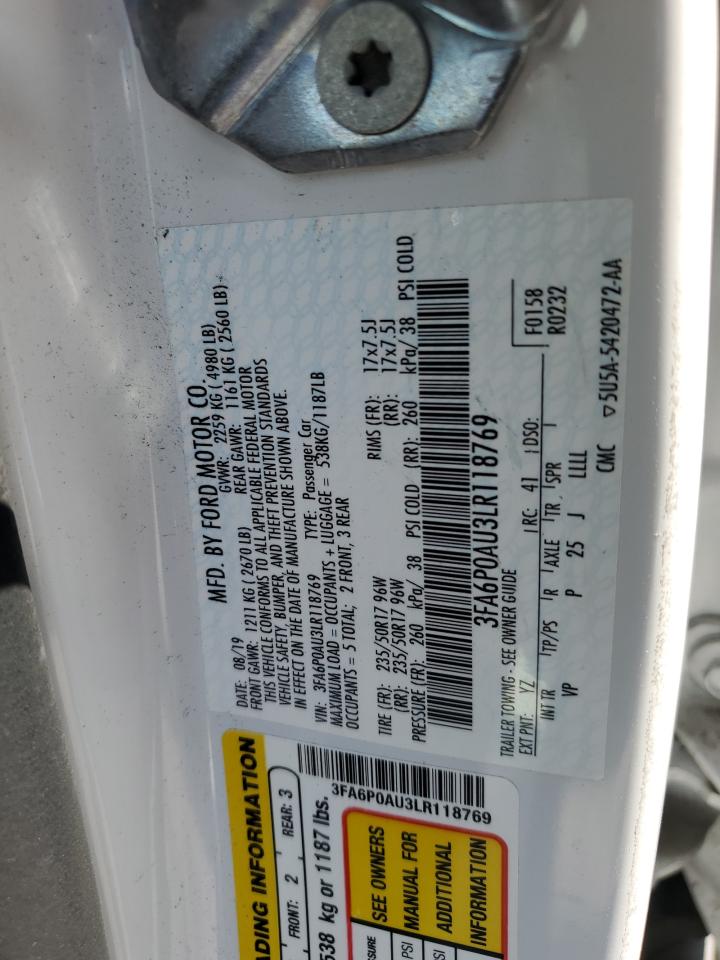 MFD. BY FORD MOTOR CO.
DATE: 08/19 GVWR: 2259 KG ( 4980 LB)
FRONT GAWR: 1211 KG ( 2670 LB) REAR GAWR: 1161 KG ( 2560 LB)
THIS VEHICLE CONFORMS TO ALL APPLICABLE FEDERAL MOTOR
VEHICLE SAFETY, BUMPER, AND THEFT PREVENTION STANDARDS
IN EFFECT ON THE DATE OF MANUFACTURE SHOWN ABOVE.
VIN: 3FA6P0AU3LR118769 TYPE: Passenger Car
MAXIMUM LOAD = OCCUPANTS + LUGGAGE = 538KG/1187LB
OCCUPANTS = 5 TOTAL; 2 FRONT, 3 REAR
TIRE (FR): 235/50R17 96W RIMS (FR): 17x7.5J
(RR): 235/50R17 96W (RR): 17x7.5J
PRESSURE (FR): 260 kPa/ 38 PSI COLD (RR): 260 kPa/ 38 PSI COLD
3FA6P0AU3LR118769
TRAILER TOWING - SEE OWNER GUIDE
F0158
EXT PNT: YZ RC: 41 DSO: R0232
INT TR TP/PS R AXLE TR SPR
VP P 25 J LLLL
CMC ▽5U5A-5420472-AA
ADING INFORMATION
FRONT: 2 REAR: 3
538 kg or 1187 lbs.
3FA6P0AU3LR118769
SEE OWNERS
MANUAL FOR
ADDITIONAL
INFORMATION
SSURE
PSI
PSI